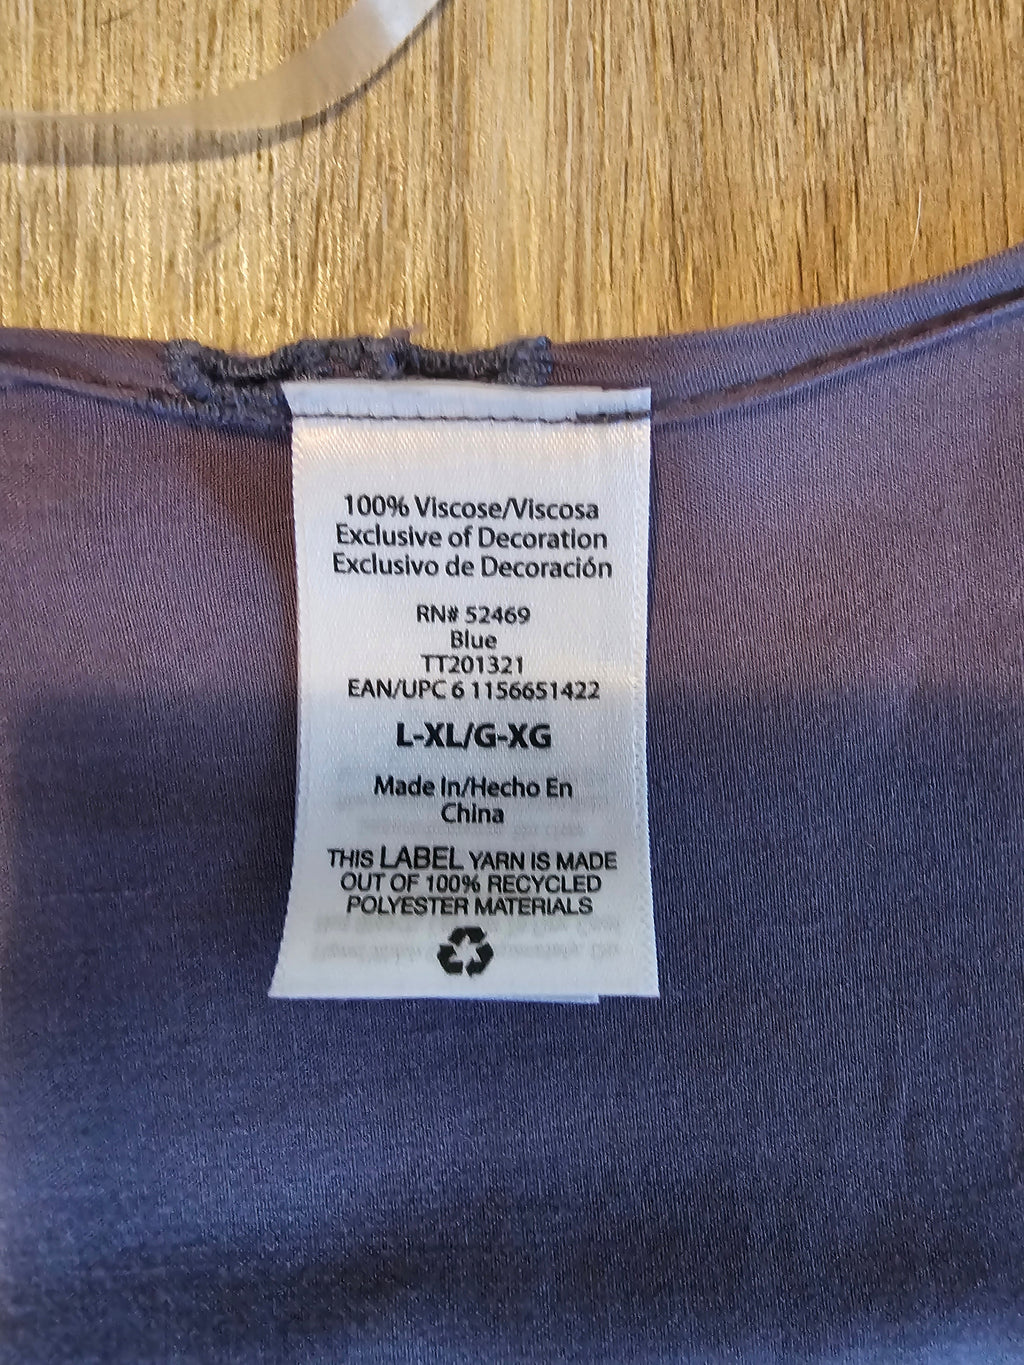 100% Viscose/Viscosa
Exclusive of Decoration
Exclusivo de Decoración
RN# 52469
Blue
TT201321
EAN/UPC 6 1156651422
L-XL/G-XG
Made In/Hecho En
China
THIS LABEL YARN IS MADE
OUT OF 100% RECYCLED
POLYESTER MATERIALS